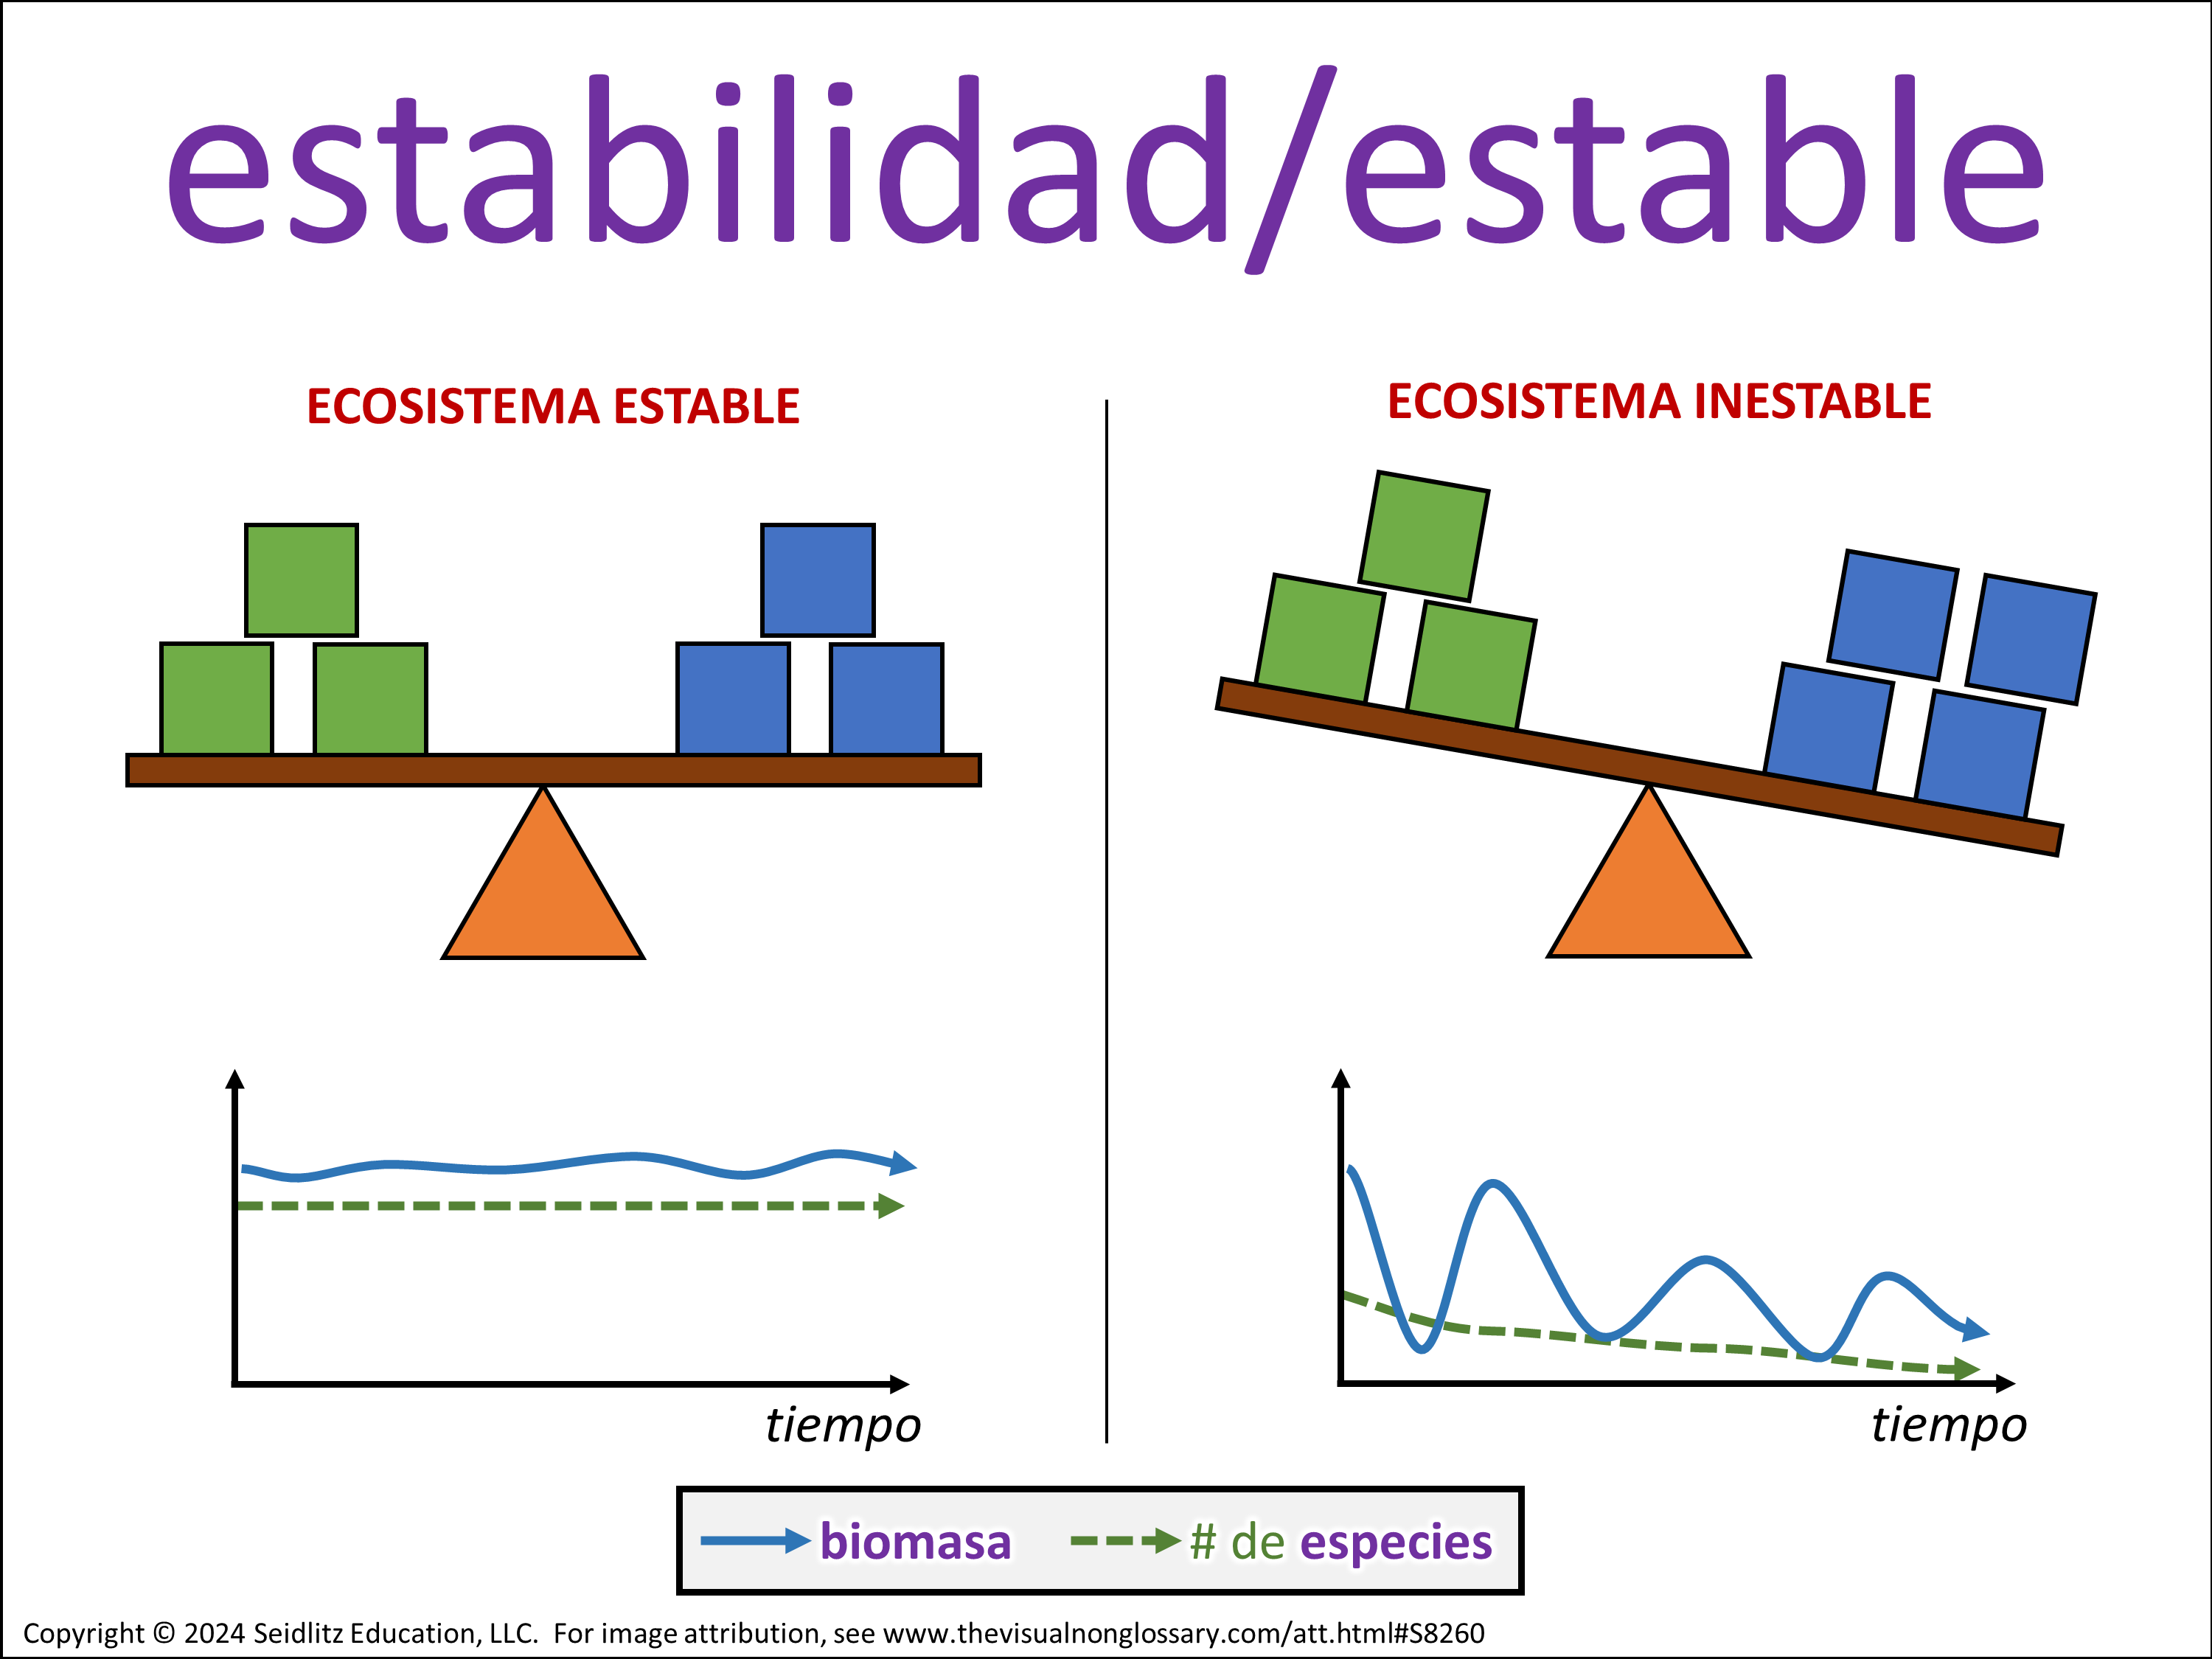 estabilidad/estable
ECOSISTEMA ESTABLE
ECOSISTEMA INESTABLE
tiempo
tiempo
biomasa
# de especies
Copyright © 2024 Seidlitz Education, LLC.  For image attribution, see www.thevisualnonglossary.com/att.html#S8260